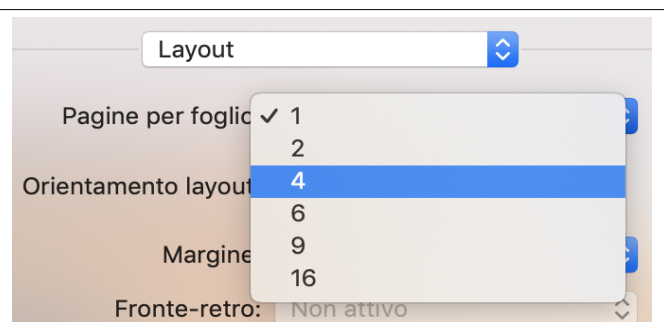 Layout
Pagine per foglio ✓ 1
2
4
Orientamento layout
6
9
Margine
16
Fronte-retro: Non attivo